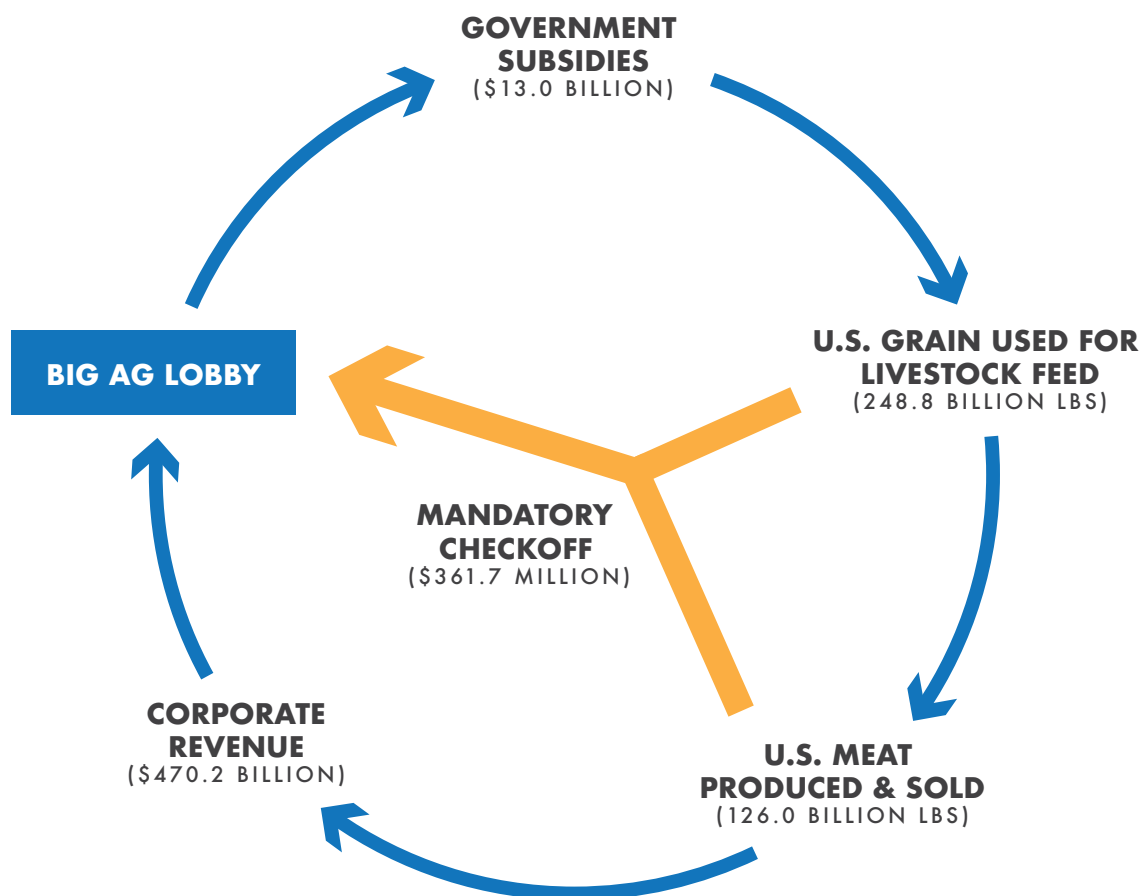 GOVERNMENT
SUBSIDIES
($13.0 BILLION)
U.S. GRAIN USED FOR
LIVESTOCK FEED
(248.8 BILLION LBS)
BIG AG LOBBY
MANDATORY
CHECKOFF
($361.7 MILLION)
CORPORATE
REVENUE
($470.2 BILLION)
U.S. MEAT
PRODUCED & SOLD
(126.0 BILLION LBS)